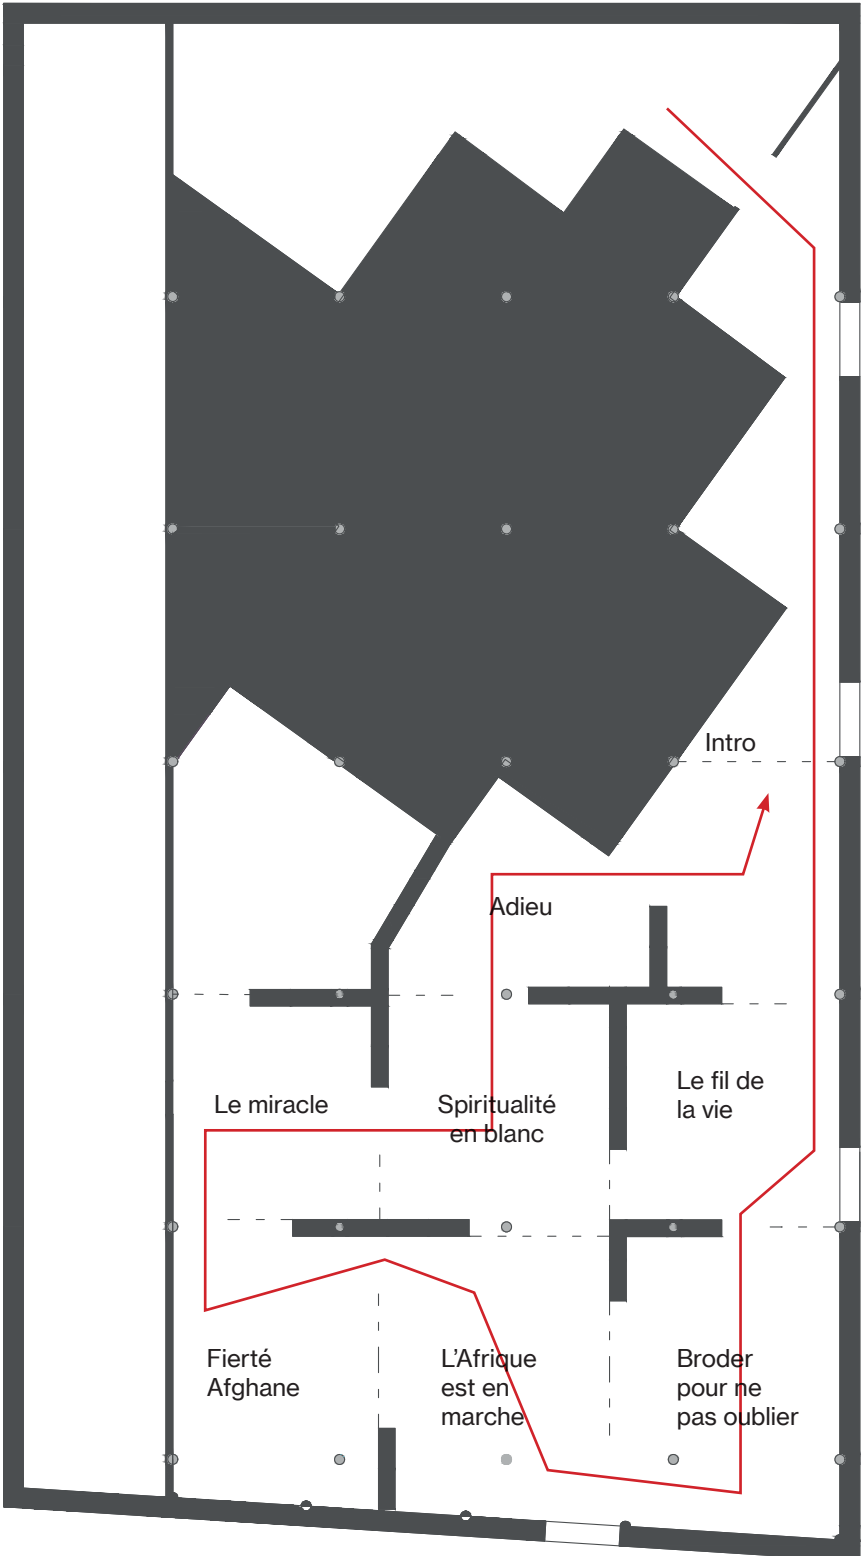 Intro
Adieu
Le fil de
la vie
Le miracle
Spiritualité
en blanc
Fierté
Afghane
L'Afrique
est en
marche
Broder
pour ne
pas oublier